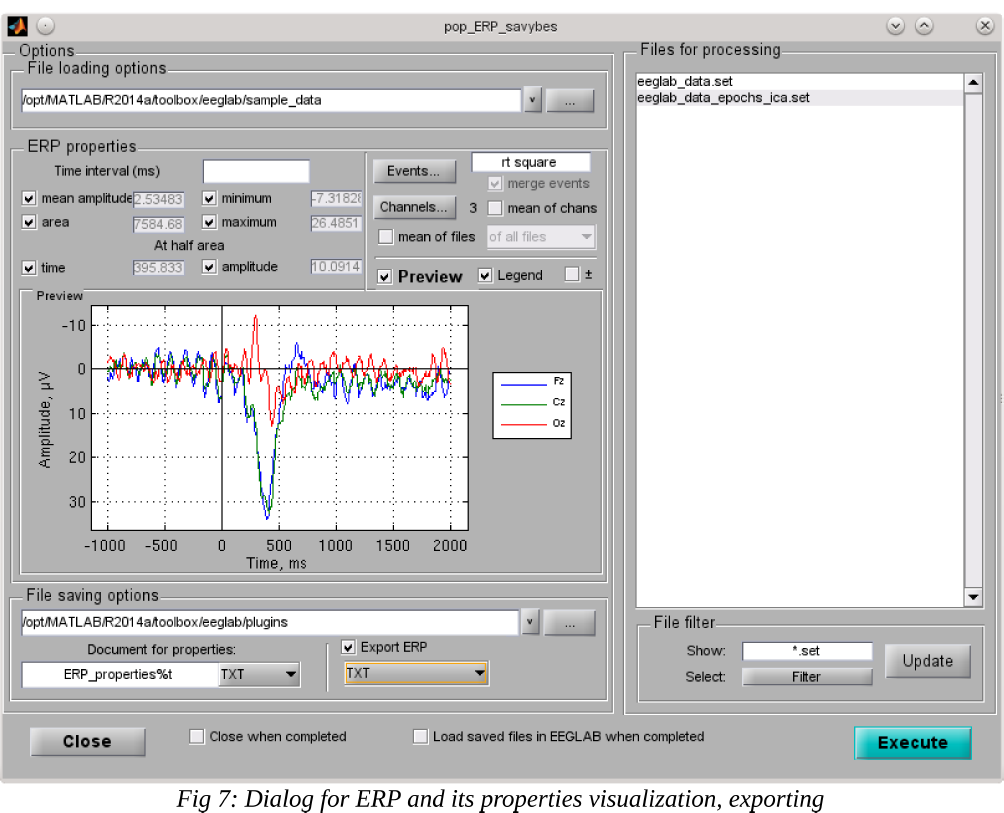 pop_ERP_savybes
Options
File loading options
/opt/MATLAB/R2014a/toolbox/eeglab/sample_data
v
...
ERP properties
Time interval (ms)
mean amplitude 2.53483
minimum -7.31828
area 7584.68
maximum 26.4851
At half area
time 395.833
amplitude 10.0914
Events...
rt square
merge events
Channels...
3
mean of chans
mean of files
of all files
Preview
Legend
±
Preview
-10
0
10
20
30
Amplitude, µV
-1000 -500 0 500 1000 1500 2000
Time, ms
Fz
Cz
Oz
File saving options
/opt/MATLAB/R2014a/toolbox/eeglab/plugins
v
...
Document for properties:
ERP_properties%t
TXT
Export ERP
TXT
Files for processing
eeglab_data.set
eeglab_data_epochs_ica.set
File filter
Show:
*.set
Select:
Filter
Update
Close
Close when completed
Load saved files in EEGLAB when completed
Execute
Fig 7: Dialog for ERP and its properties visualization, exporting